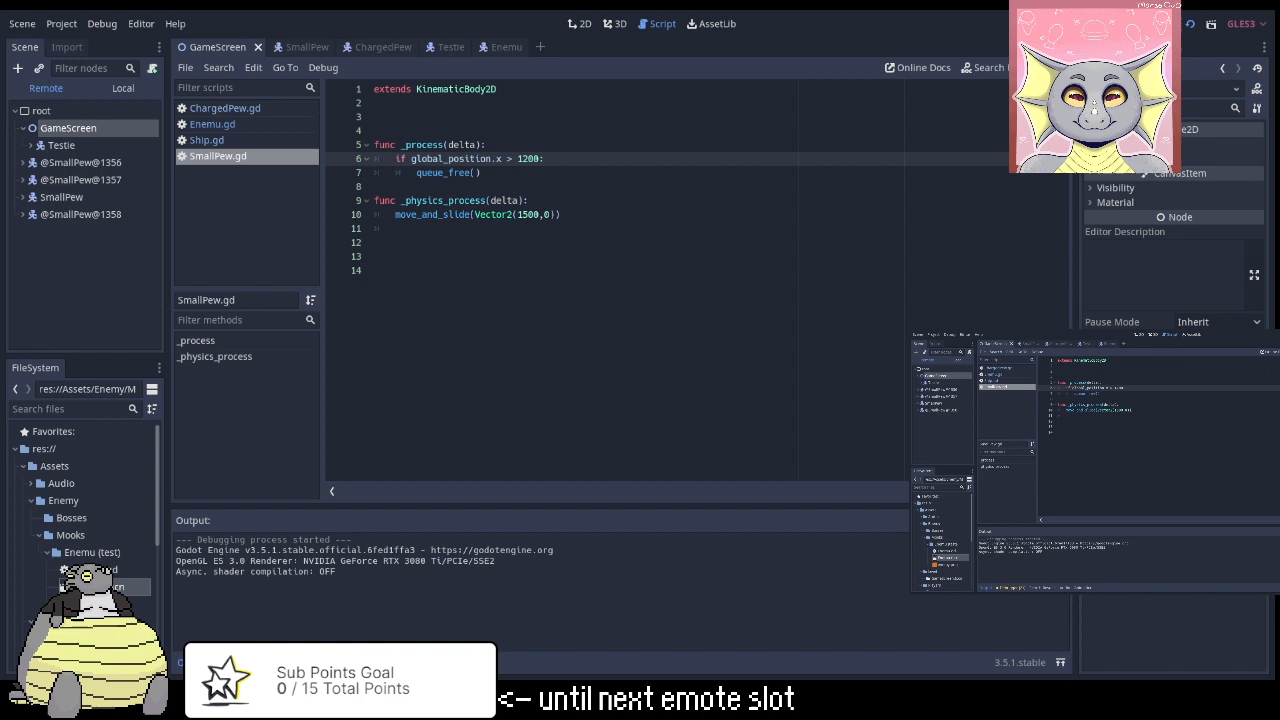 Scene Project Debug Editor Help
2D 3D Script AssetLib
GLES3
Scene Import
GameScreen SmallPew ChargedPew Testie Enemu
Filter nodes
File Search Edit Go To Debug
Online Docs Search
Remote Local
Filter scripts
root
GameScreen
Testie
@SmallPew@1356
@SmallPew@1357
SmallPew
@SmallPew@1358
ChargedPew.gd
Enemu.gd
Ship.gd
SmallPew.gd
1 extends KinematicBody2D
2
3
4
5 func _process(delta):
6 if global_position.x > 1200:
7 queue_free()
8
9 func _physics_process(delta):
10 move_and_slide(Vector2(1500,0))
11
12
13
14
SmallPew.gd
Filter methods
_process
_physics_process
CanvasItem
Visibility
Material
Node
Editor Description
Pause Mode Inherit
FileSystem
res://Assets/Enemy/M
Search files
Favorites:
res://
Assets
Audio
Enemy
Bosses
Mooks
Enemu (test)
Output:
--- Debugging process started ---
Godot Engine v3.5.1.stable.official.6fed1ffa3 - https://godotengine.org
OpenGL ES 3.0 Renderer: NVIDIA GeForce RTX 3080 Ti/PCIe/SSE2
Async. shader compilation: OFF
3.5.1.stable
Sub Points Goal
0 / 15 Total Points
<- until next emote slot